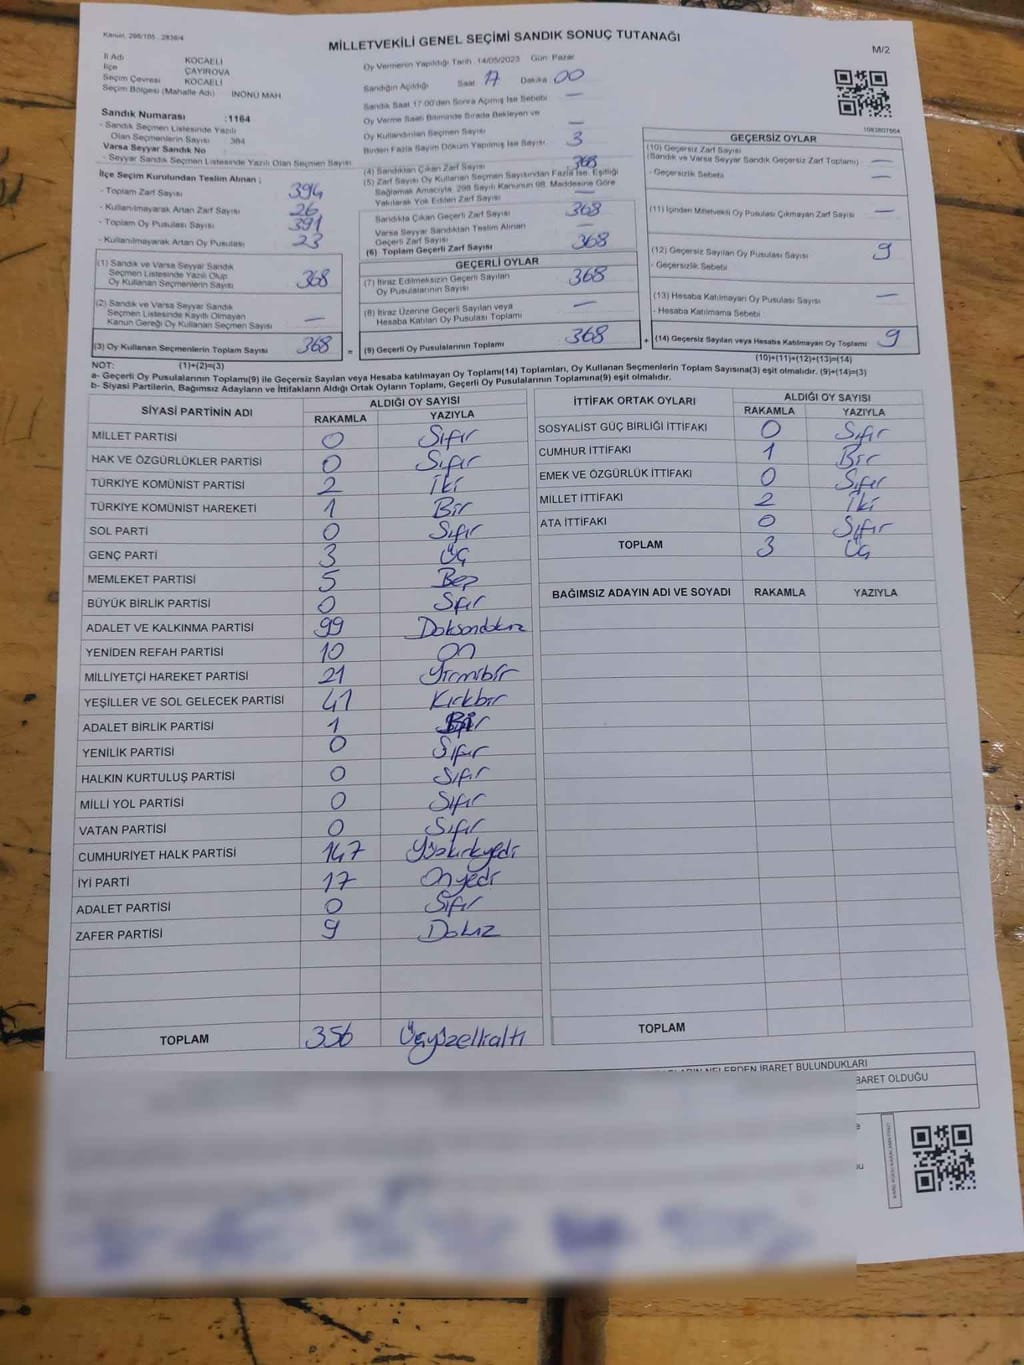 Kanun, 298/105 . 2839/4
MİLLETVEKİLİ GENEL SEÇİMİ SANDIK SONUÇ TUTANAĞI
M/2
İl Adı KOCAELİ
İlçe ÇAYIROVA
Seçim Çevresi KOCAELİ
Seçim Bölgesi (Mahalle Adı) İNÖNÜ MAH.
Sandık Numarası :1164
- Sandık Seçmen Listesinde Yazılı
Olan Seçmenlerin Sayısı : 384
Varsa Seyyar Sandık No :
- Seyyar Sandık Seçmen Listesinde Yazılı Olan Seçmen Sayısı
Oy Vermenin Yapıldığı Tarih :14/05/2023 Gün: Pazar
Sandığın Açıldığı Saat 17 Dakika 00
Sandık Saat 17.00'den Sonra Açılmış İse Sebebi —
Oy Verme Saati Bitiminde Sırada Bekleyen ve
Oy Kullandırılan Seçmen Sayısı —
Birden Fazla Sayım Döküm Yapılmış İse Sayısı 3
İlçe Seçim Kurulundan Teslim Alınan ;
- Toplam Zarf Sayısı 394
- Kullanılmayarak Artan Zarf Sayısı 26
- Toplam Oy Pusulası Sayısı 391
- Kullanılmayarak Artan Oy Pusulası 23
(4) Sandıktan Çıkan Zarf Sayısı 368
(5) Zarf Sayısı Oy Kullanan Seçmen Sayısından Fazla İse, Eşitliği
Sağlamak Amacıyla, 298 Sayılı Kanunun 98. Maddesine Göre
Yakılarak Yok Edilen Zarf Sayısı —
Sandıkta Çıkan Geçerli Zarf Sayısı 368
Varsa Seyyar Sandıktan Teslim Alınan
Geçerli Zarf Sayısı —
(6) Toplam Geçerli Zarf Sayısı 368
1083807664
GEÇERSİZ OYLAR
(10) Geçersiz Zarf Sayısı
(Sandık ve Varsa Seyyar Sandık Geçersiz Zarf Toplamı) —
- Geçersizlik Sebebi —
(11) İçinden Milletvekili Oy Pusulası Çıkmayan Zarf Sayısı —
(12) Geçersiz Sayılan Oy Pusulası Sayısı 9
- Geçersizlik Sebebi
(13) Hesaba Katılmayan Oy Pusulası Sayısı —
- Hesaba Katılmama Sebebi
(14) Geçersiz Sayılan veya Hesaba Katılmayan Oy Toplamı 9
(10)+(11)+(12)+(13)=(14)
(1) Sandık ve Varsa Seyyar Sandık
Seçmen Listesinde Yazılı Olup
Oy Kullanan Seçmenlerin Sayısı 368
(2) Sandık ve Varsa Seyyar Sandık
Seçmen Listesinde Kayıtlı Olmayan
Kanun Gereği Oy Kullanan Seçmen Sayısı —
(3) Oy Kullanan Seçmenlerin Toplam Sayısı 368 =
GEÇERLİ OYLAR
(7) İtiraz Edilmeksizin Geçerli Sayılan
Oy Pusulalarının Sayısı 368
(8) İtiraz Üzerine Geçerli Sayılan veya
Hesaba Katılan Oy Pusulası Toplamı —
(9) Geçerli Oy Pusulalarının Toplamı 368 +
NOT: (1)+(2)=(3)
a- Geçerli Oy Pusulalarının Toplamı(9) ile Geçersiz Sayılan veya Hesaba katılmayan Oy Toplamı(14) Toplamları, Oy Kullanan Seçmenlerin Toplam Sayısına(3) eşit olmalıdır. (9)+(14)=(3)
b- Siyasi Partilerin, Bağımsız Adayların ve İttifakların Aldığı Ortak Oyların Toplamı, Geçerli Oy Pusulalarının Toplamına(9) eşit olmalıdır.
SİYASİ PARTİNİN ADI ALDIĞI OY SAYISI
RAKAMLA YAZIYLA
MİLLET PARTİSİ 0 Sıfır
HAK VE ÖZGÜRLÜKLER PARTİSİ 0 Sıfır
TÜRKİYE KOMÜNİST PARTİSİ 2 İki
TÜRKİYE KOMÜNİST HAREKETİ 1 Bir
SOL PARTİ 0 Sıfır
GENÇ PARTİ 3 Üç
MEMLEKET PARTİSİ 5 Beş
BÜYÜK BİRLİK PARTİSİ 0 Sıfır
ADALET VE KALKINMA PARTİSİ 99 Doksandokuz
YENİDEN REFAH PARTİSİ 10 On
MİLLİYETÇİ HAREKET PARTİSİ 21 Yirmibir
YEŞİLLER VE SOL GELECEK PARTİSİ 41 Kırkbir
ADALET BİRLİK PARTİSİ 1 Bir
YENİLİK PARTİSİ 0 Sıfır
HALKIN KURTULUŞ PARTİSİ 0 Sıfır
MİLLİ YOL PARTİSİ 0 Sıfır
VATAN PARTİSİ 0 Sıfır
CUMHURİYET HALK PARTİSİ 147 Yüzkırkyedi
İYİ PARTİ 17 Onyedi
ADALET PARTİSİ 0 Sıfır
ZAFER PARTİSİ 9 Dokuz
TOPLAM 356 Üçyüzellialtı
İTTİFAK ORTAK OYLARI ALDIĞI OY SAYISI
RAKAMLA YAZIYLA
SOSYALİST GÜÇ BİRLİĞİ İTTİFAKI 0 Sıfır
CUMHUR İTTİFAKI 1 Bir
EMEK VE ÖZGÜRLÜK İTTİFAKI 0 Sıfır
MİLLET İTTİFAKI 2 İki
ATA İTTİFAKI 0 Sıfır
TOPLAM 3 Üç
BAĞIMSIZ ADAYIN ADI VE SOYADI RAKAMLA YAZIYLA
TOPLAM
NELERDEN İBARET BULUNDUKLARI
BARET OLDUĞU